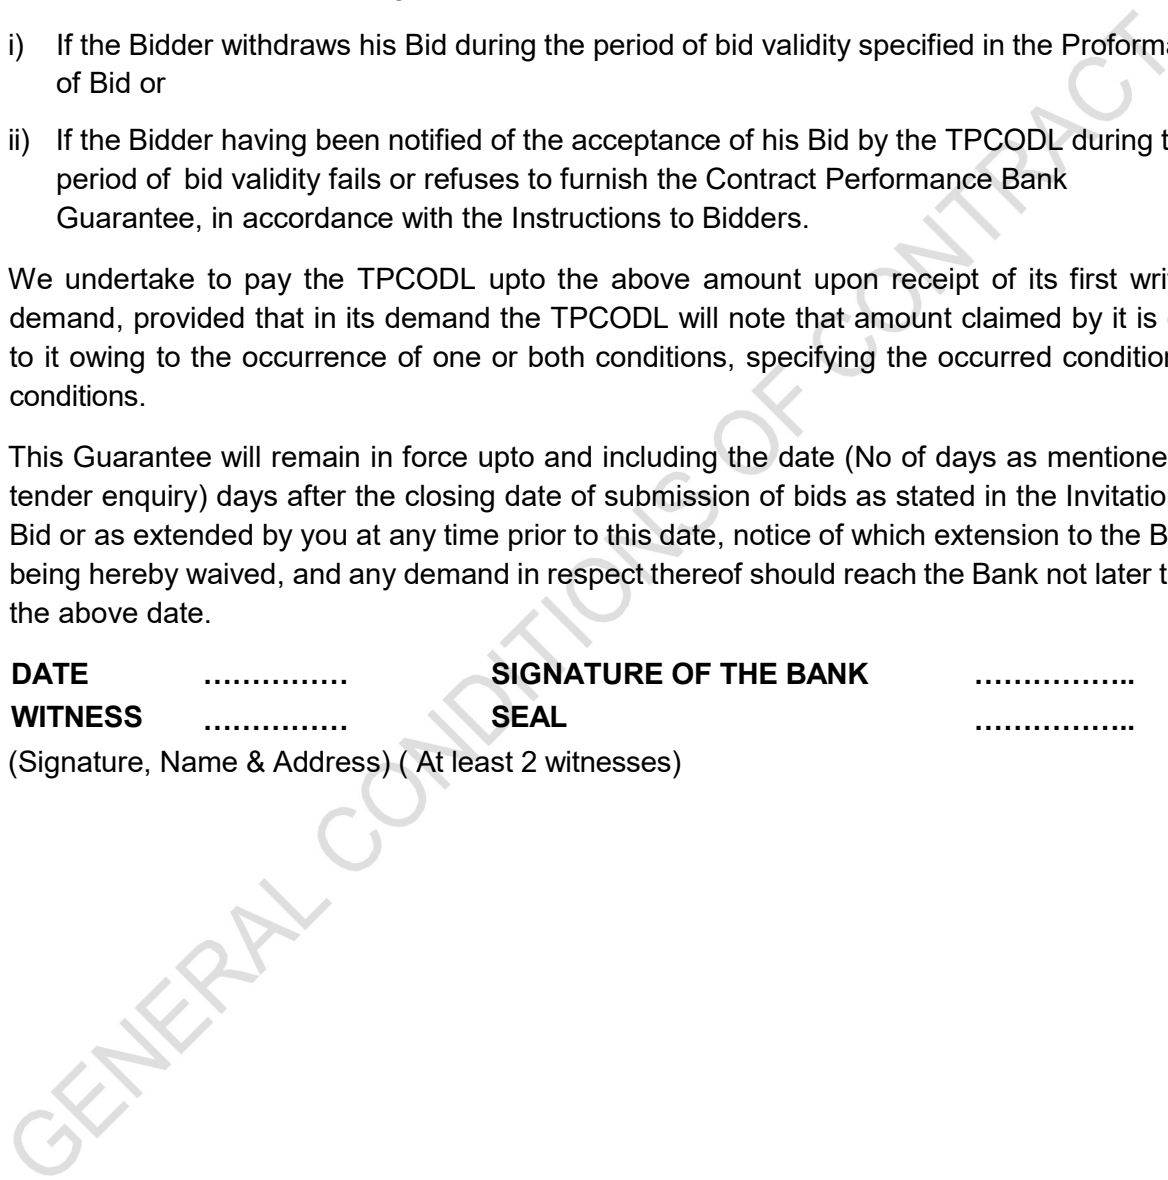 i) If the Bidder withdraws his Bid during the period of bid validity specified in the Proforma
of Bid or
ii) If the Bidder having been notified of the acceptance of his Bid by the TPCODL during t
period of bid validity fails or refuses to furnish the Contract Performance Bank
Guarantee, in accordance with the Instructions to Bidders.
We undertake to pay the TPCODL upto the above amount upon receipt of its first wri
demand, provided that in its demand the TPCODL will note that amount claimed by it is
to it owing to the occurrence of one or both conditions, specifying the occurred condition
conditions.
This Guarantee will remain in force upto and including the date (No of days as mentione
tender enquiry) days after the closing date of submission of bids as stated in the Invitatio
Bid or as extended by you at any time prior to this date, notice of which extension to the B
being hereby waived, and any demand in respect thereof should reach the Bank not later t
the above date.
DATE …………… SIGNATURE OF THE BANK ……………..
WITNESS …………… SEAL ……………..
(Signature, Name & Address) ( At least 2 witnesses)
GENERAL CONDITIONS OF CONTRACT